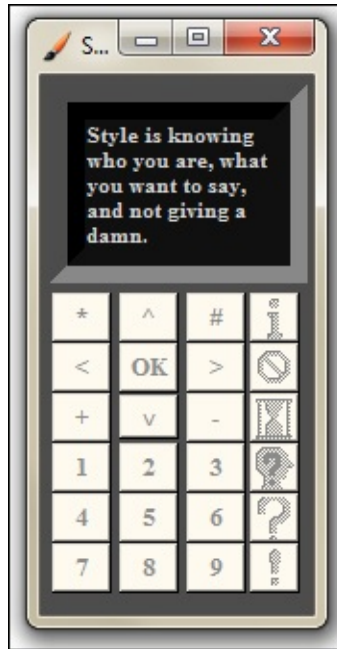 S...
Style is knowing
who you are, what
you want to say,
and not giving a
damn.
* ^ #
< OK >
+ v -
1 2 3
4 5 6 ?
7 8 9 !